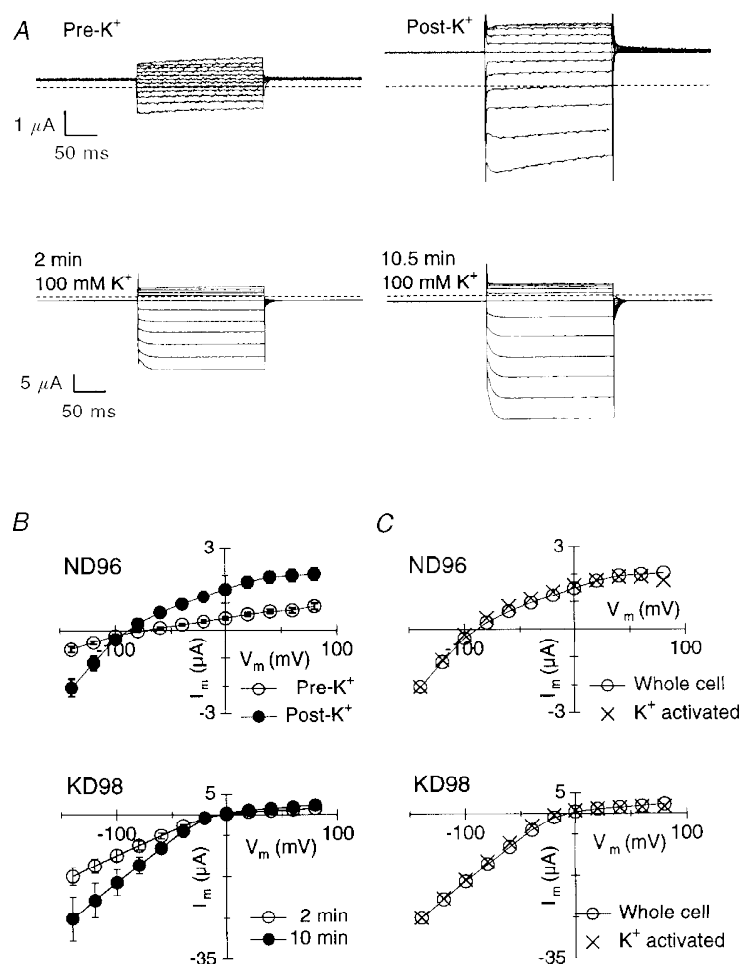 A
Pre-K⁺
Post-K⁺
1 μA
50 ms
2 min
100 mM K⁺
10.5 min
100 mM K⁺
5 μA
50 ms
B
C
ND96
3
-100
100
Vm (mV)
Im (μA)
-3
Pre-K⁺
Post-K⁺
ND96
3
-100
100
Vm (mV)
Im (μA)
-3
Whole cell
K⁺ activated
KD98
5
-100
100
Vm (mV)
Im (μA)
-35
2 min
10 min
KD98
5
-100
100
Vm (mV)
Im (μA)
-35
Whole cell
K⁺ activated